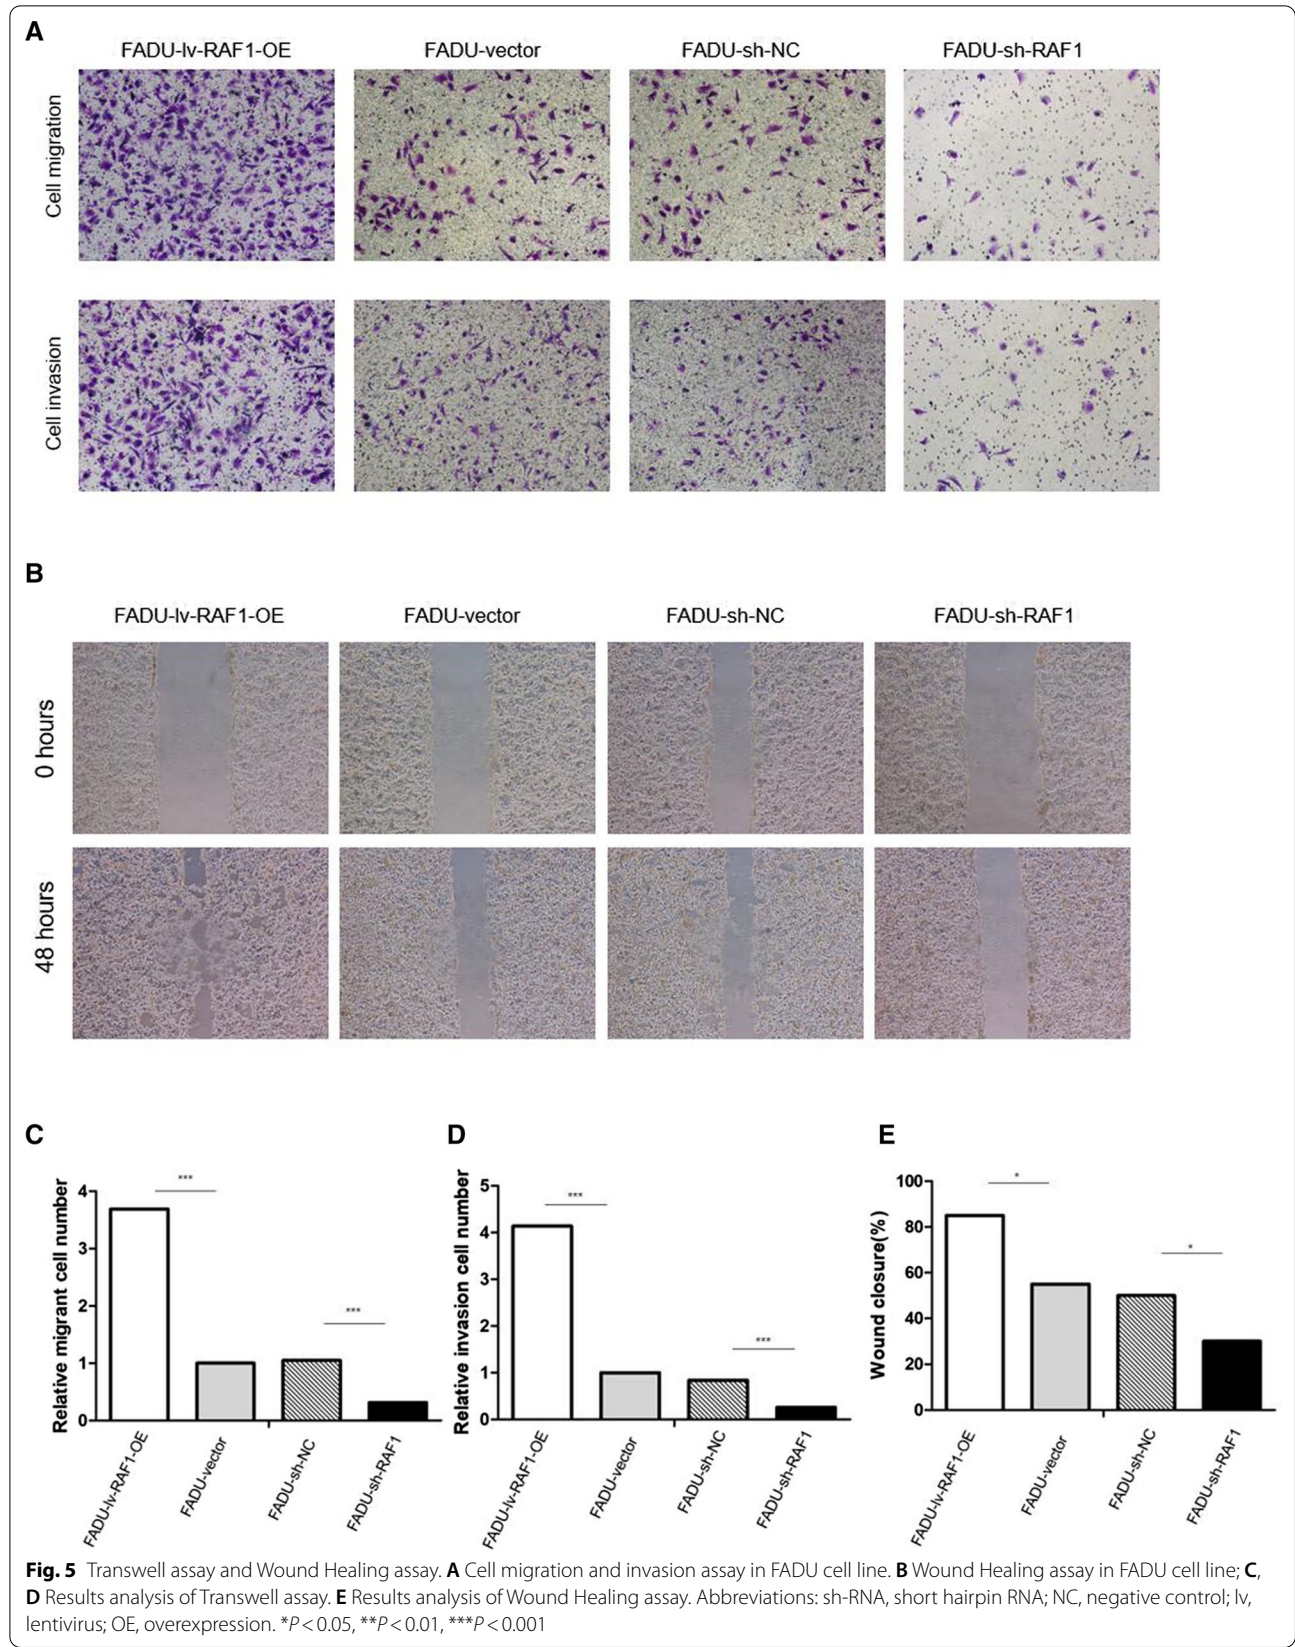 A
FADU-lv-RAF1-OE FADU-vector FADU-sh-NC FADU-sh-RAF1
Cell migration
Cell invasion
B
FADU-lv-RAF1-OE FADU-vector FADU-sh-NC FADU-sh-RAF1
0 hours
48 hours
C
Relative migrant cell number
4
3
2
1
0
***
***
FADU-lv-RAF1-OE
FADU-vector
FADU-sh-NC
FADU-sh-RAF1
D
Relative invasion cell number
5
4
3
2
1
0
***
***
FADU-lv-RAF1-OE
FADU-vector
FADU-sh-NC
FADU-sh-RAF1
E
Wound closure(%)
100
80
60
40
20
0
*
*
FADU-lv-RAF1-OE
FADU-vector
FADU-sh-NC
FADU-sh-RAF1
Fig. 5 Transwell assay and Wound Healing assay. A Cell migration and invasion assay in FADU cell line. B Wound Healing assay in FADU cell line; C,
D Results analysis of Transwell assay. E Results analysis of Wound Healing assay. Abbreviations: sh-RNA, short hairpin RNA; NC, negative control; lv,
lentivirus; OE, overexpression. *P < 0.05, **P < 0.01, ***P < 0.001